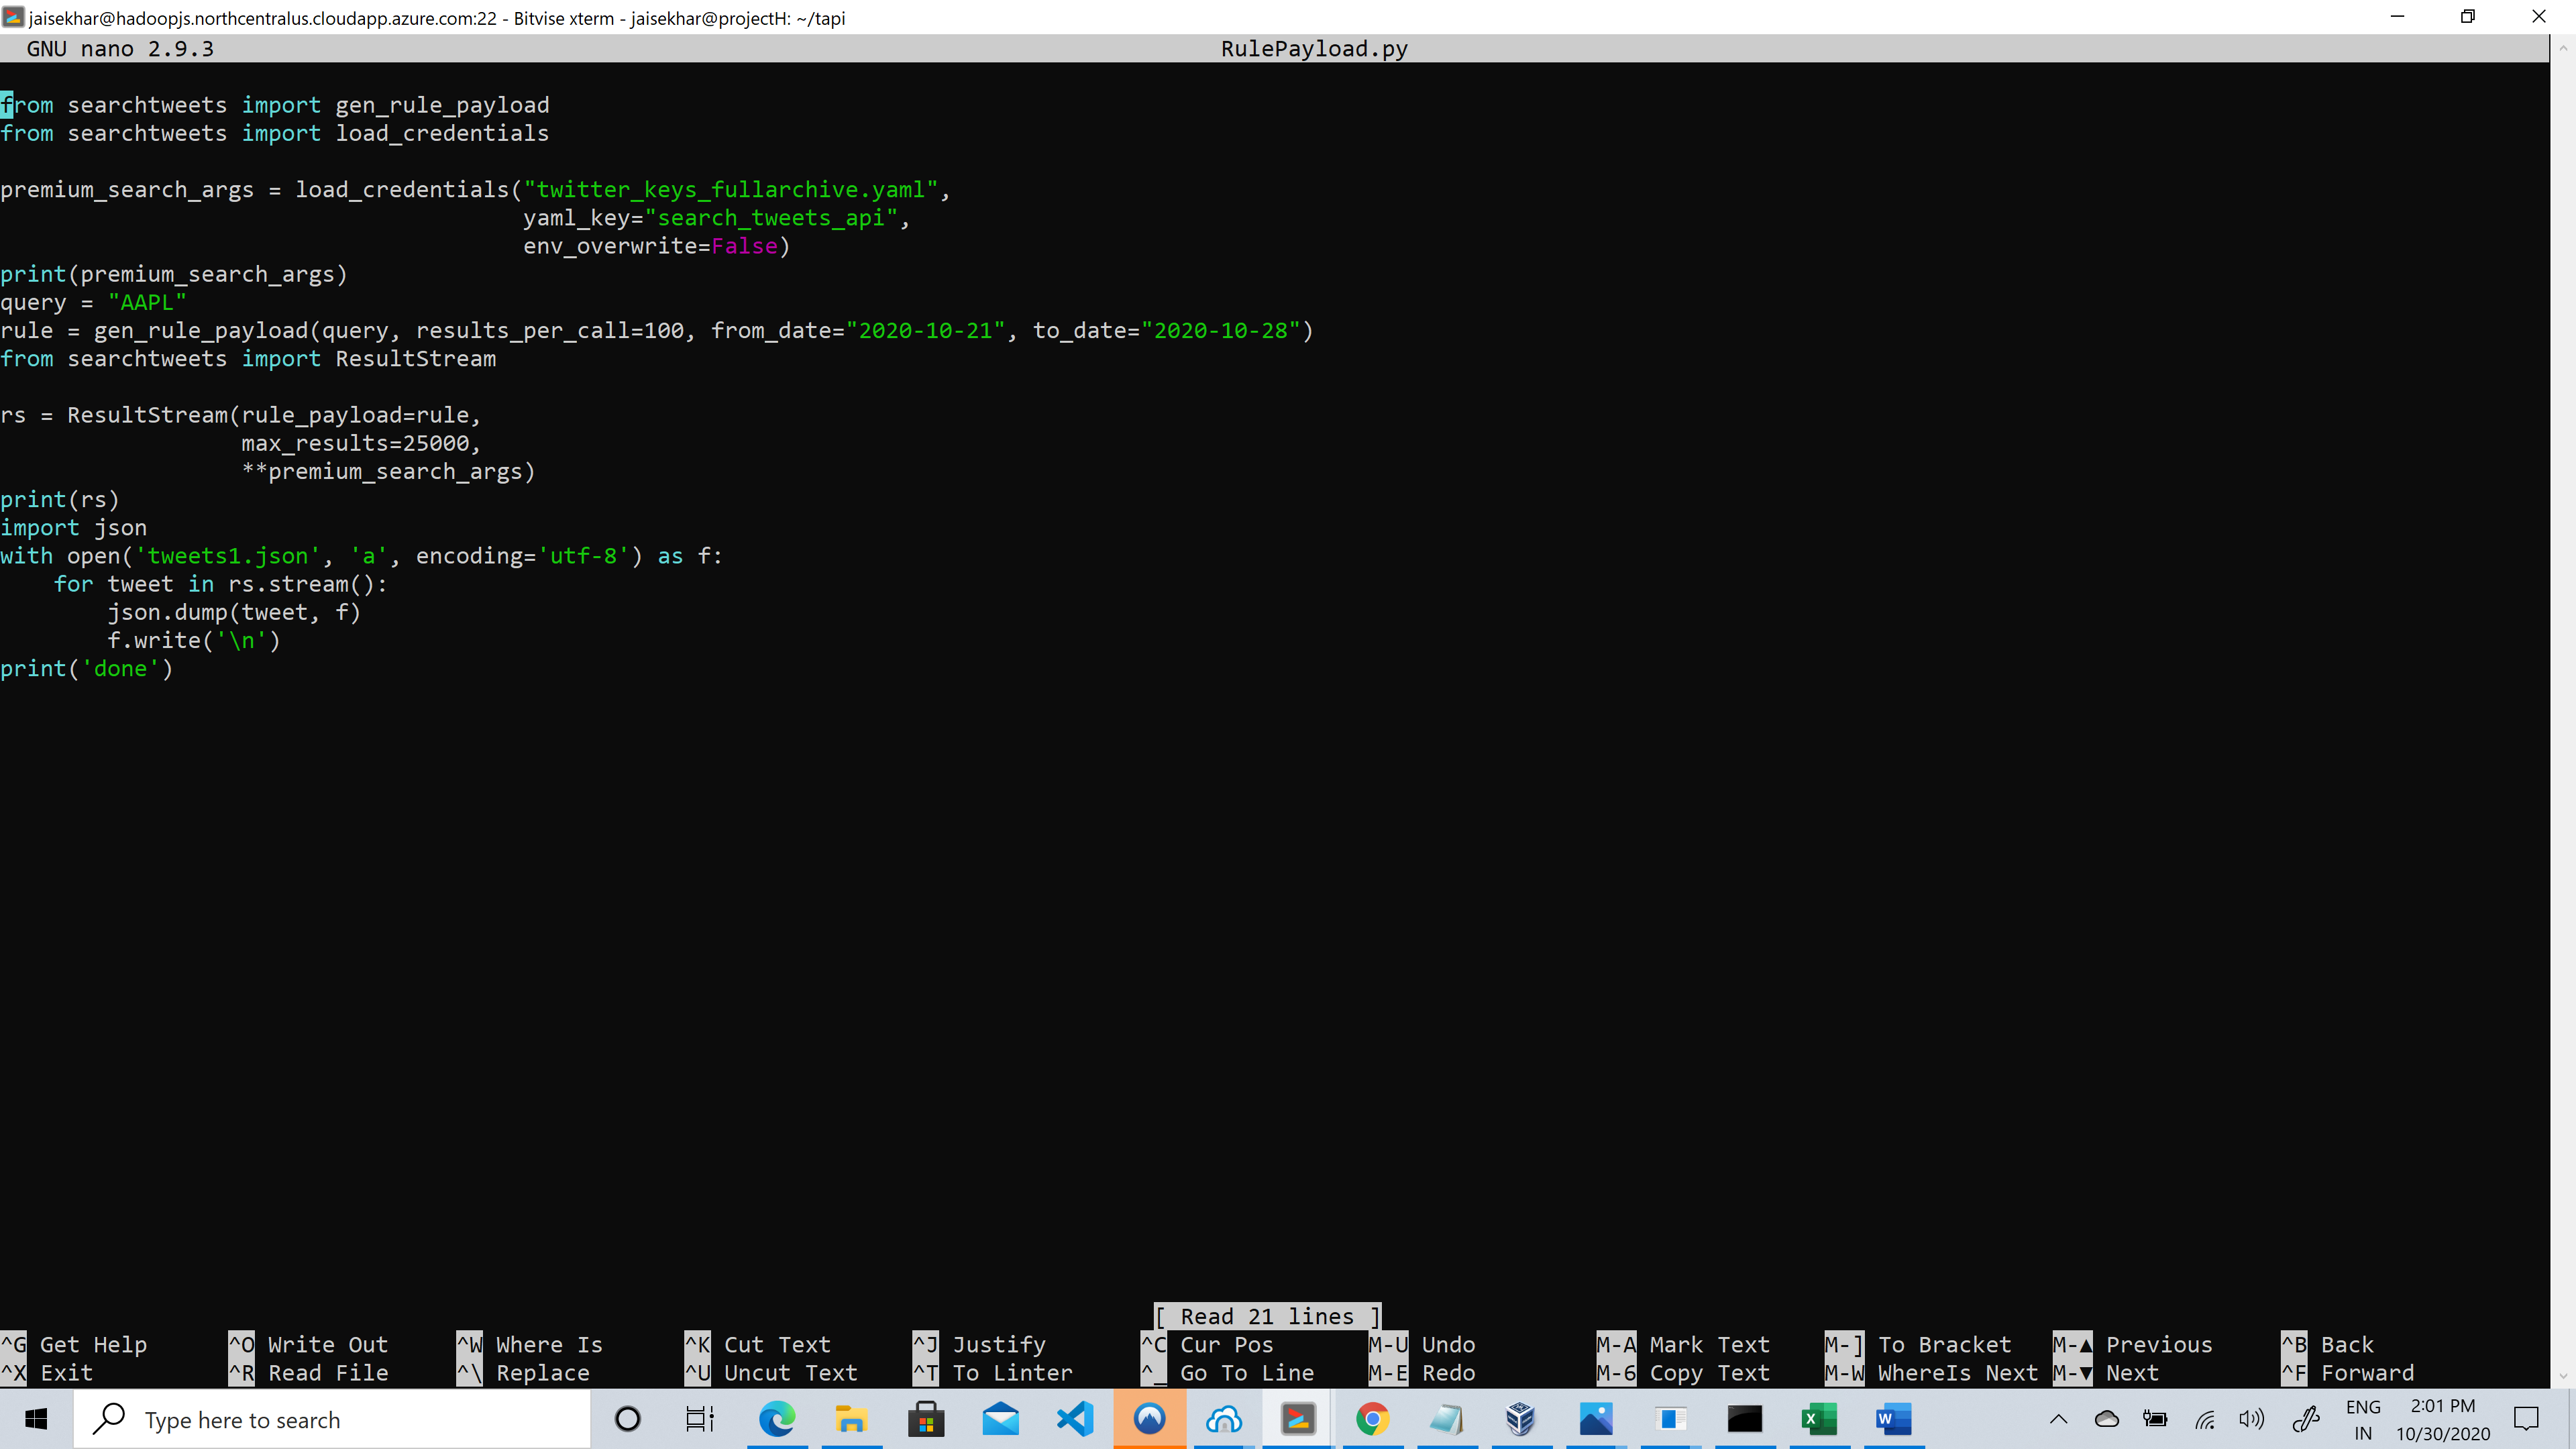 jaisekhar@hadoopjs.northcentralus.cloudapp.azure.com:22 - Bitvise xterm - jaisekhar@projectH: ~/tapi
GNU nano 2.9.3 RulePayload.py
from searchtweets import gen_rule_payload
from searchtweets import load_credentials
premium_search_args = load_credentials("twitter_keys_fullarchive.yaml",
yaml_key="search_tweets_api",
env_overwrite=False)
print(premium_search_args)
query = "AAPL"
rule = gen_rule_payload(query, results_per_call=100, from_date="2020-10-21", to_date="2020-10-28")
from searchtweets import ResultStream
rs = ResultStream(rule_payload=rule,
max_results=25000,
**premium_search_args)
print(rs)
import json
with open('tweets1.json', 'a', encoding='utf-8') as f:
for tweet in rs.stream():
json.dump(tweet, f)
f.write('\n')
print('done')
[ Read 21 lines ]
^G Get Help ^O Write Out ^W Where Is ^K Cut Text ^J Justify ^C Cur Pos M-U Undo M-A Mark Text M-] To Bracket M-▲ Previous ^B Back
^X Exit ^R Read File ^\ Replace ^U Uncut Text ^T To Linter ^_ Go To Line M-E Redo M-6 Copy Text M-W WhereIs Next M-▼ Next ^F Forward
Type here to search
ENG 2:01 PM
IN 10/30/2020